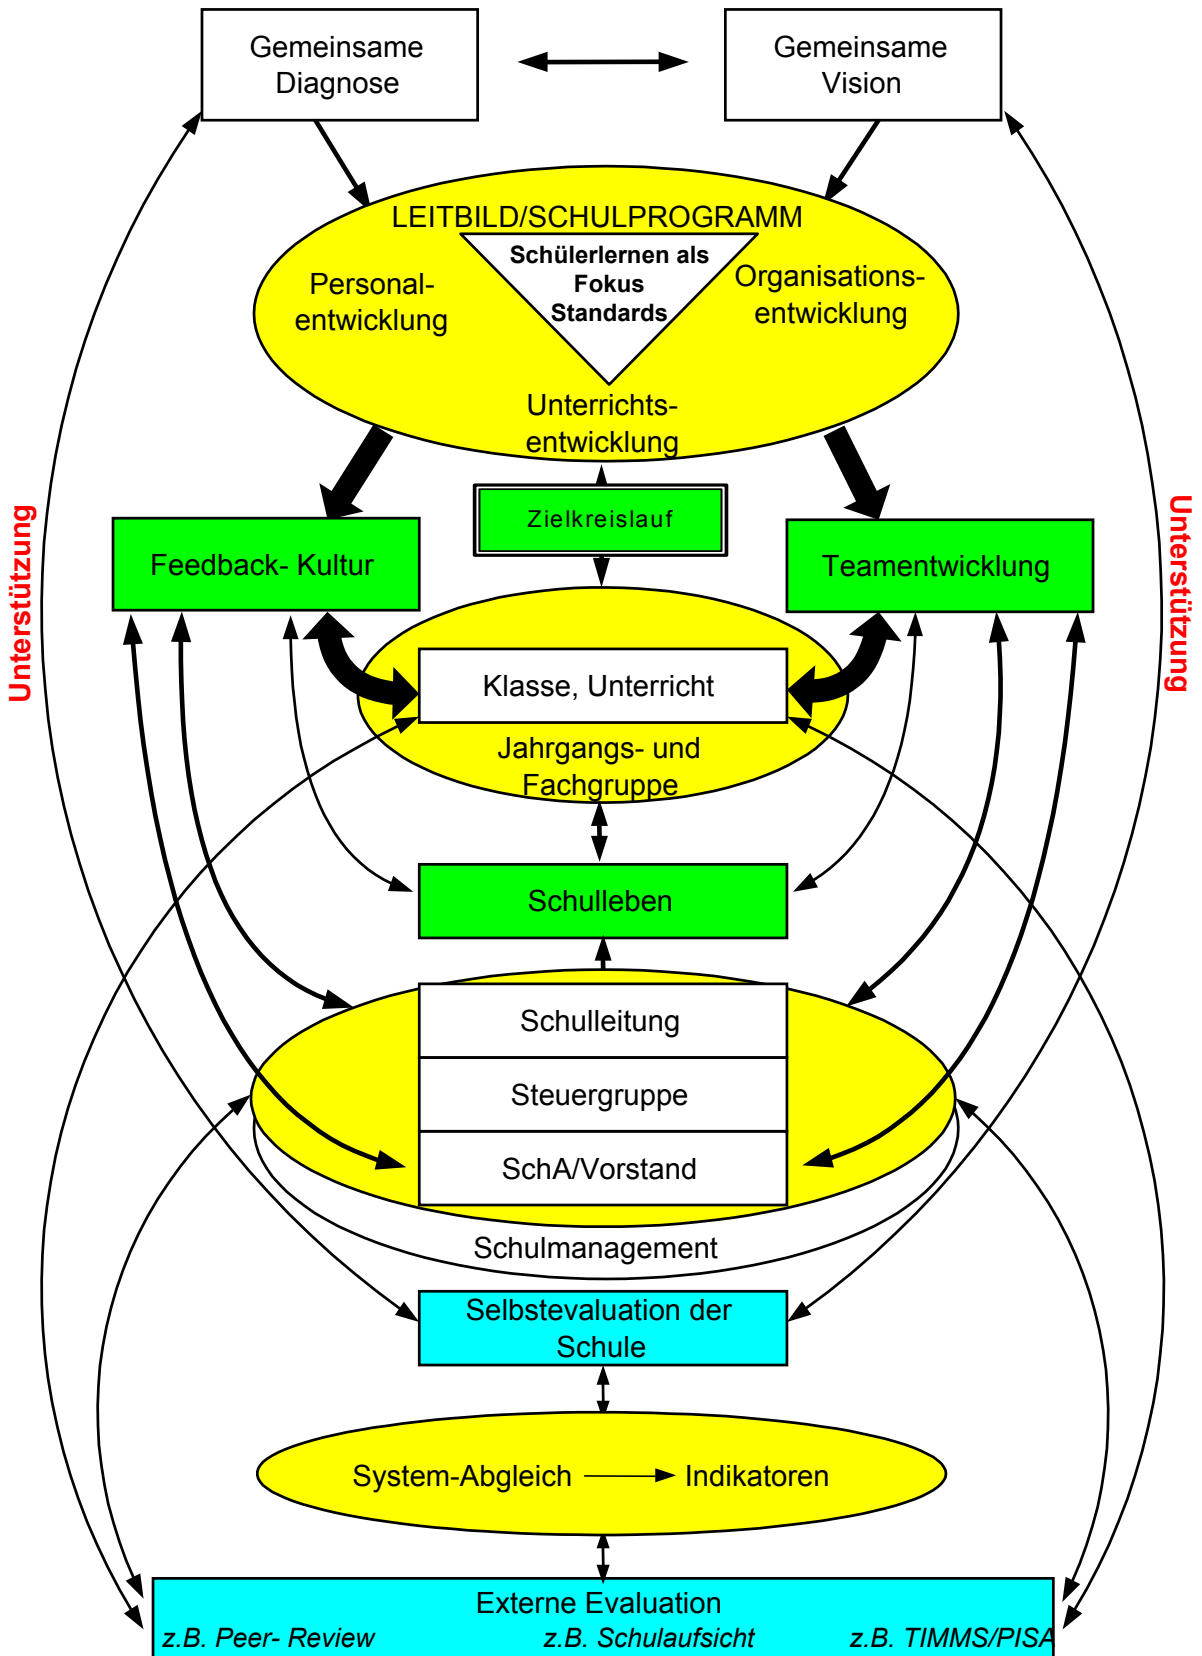 Gemeinsame
Diagnose
Gemeinsame
Vision
LEITBILD/SCHULPROGRAMM
Schülerlernen als
Fokus
Standards
Personal-
entwicklung
Organisations-
entwicklung
Unterrichts-
entwicklung
Unterstützung
Unterstützung
Zielkreislauf
Feedback- Kultur
Teamentwicklung
Klasse, Unterricht
Jahrgangs- und
Fachgruppe
Schulleben
Schulleitung
Steuergruppe
SchA/Vorstand
Schulmanagement
Selbstevaluation der
Schule
System-Abgleich
Indikatoren
Externe Evaluation
z.B. Peer- Review
z.B. Schulaufsicht
z.B. TIMMS/PISA